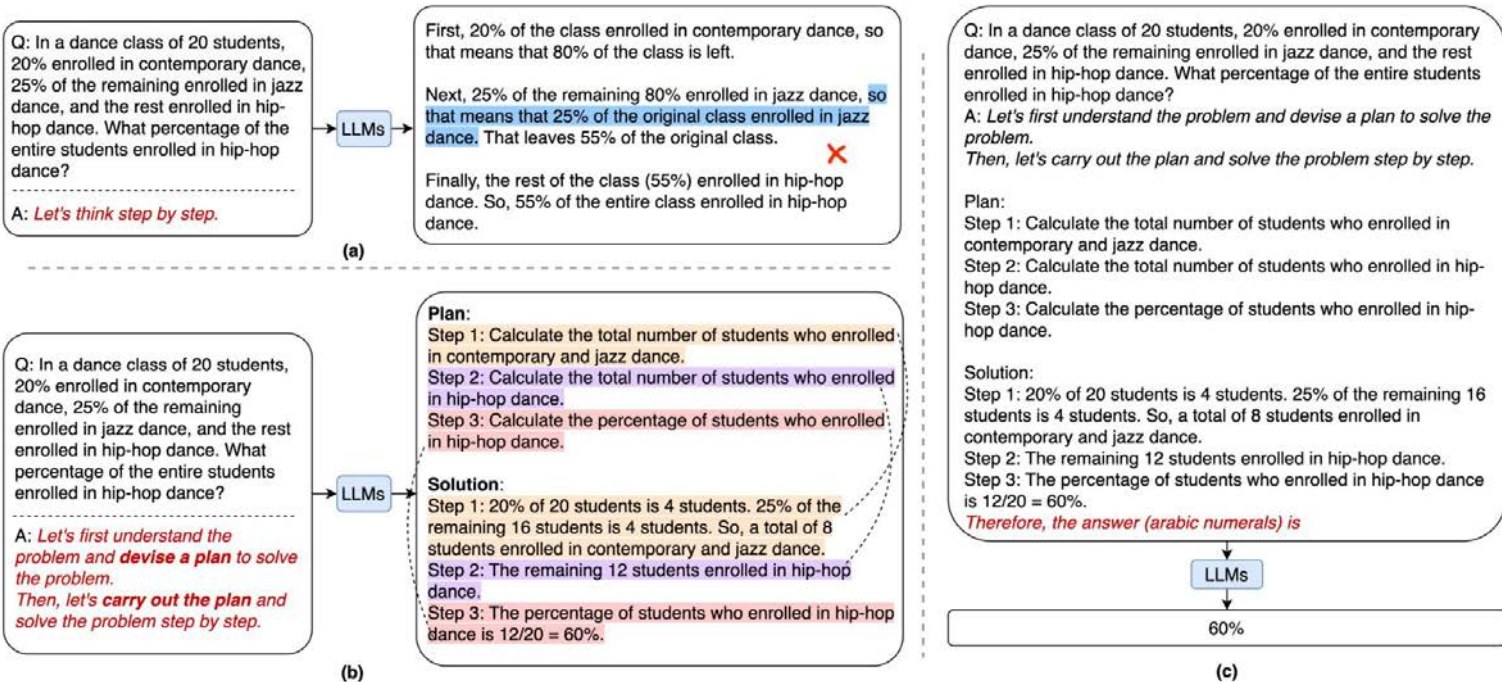 Q: In a dance class of 20 students,
20% enrolled in contemporary dance,
25% of the remaining enrolled in jazz
dance, and the rest enrolled in hip-
hop dance. What percentage of the
entire students enrolled in hip-hop
dance?
A: Let's think step by step.
LLMs
First, 20% of the class enrolled in contemporary dance, so
that means that 80% of the class is left.
Next, 25% of the remaining 80% enrolled in jazz dance, so
that means that 25% of the original class enrolled in jazz
dance. That leaves 55% of the original class.
Finally, the rest of the class (55%) enrolled in hip-hop
dance. So, 55% of the entire class enrolled in hip-hop
dance.
(a)
Q: In a dance class of 20 students,
20% enrolled in contemporary
dance, 25% of the remaining
enrolled in jazz dance, and the rest
enrolled in hip-hop dance. What
percentage of the entire students
enrolled in hip-hop dance?
A: Let's first understand the
problem and devise a plan to solve
the problem.
Then, let's carry out the plan and
solve the problem step by step.
LLMs
Plan:
Step 1: Calculate the total number of students who enrolled
in contemporary and jazz dance.
Step 2: Calculate the total number of students who enrolled
in hip-hop dance.
Step 3: Calculate the percentage of students who enrolled
in hip-hop dance.
Solution:
Step 1: 20% of 20 students is 4 students. 25% of the
remaining 16 students is 4 students. So, a total of 8
students enrolled in contemporary and jazz dance.
Step 2: The remaining 12 students enrolled in hip-hop
dance.
Step 3: The percentage of students who enrolled in hip-hop
dance is 12/20 = 60%.
(b)
Q: In a dance class of 20 students, 20% enrolled in contemporary
dance, 25% of the remaining enrolled in jazz dance, and the rest
enrolled in hip-hop dance. What percentage of the entire students
enrolled in hip-hop dance?
A: Let's first understand the problem and devise a plan to solve the
problem.
Then, let's carry out the plan and solve the problem step by step.
Plan:
Step 1: Calculate the total number of students who enrolled in
contemporary and jazz dance.
Step 2: Calculate the total number of students who enrolled in hip-
hop dance.
Step 3: Calculate the percentage of students who enrolled in hip-
hop dance.
Solution:
Step 1: 20% of 20 students is 4 students. 25% of the remaining 16
students is 4 students. So, a total of 8 students enrolled in
contemporary and jazz dance.
Step 2: The remaining 12 students enrolled in hip-hop dance.
Step 3: The percentage of students who enrolled in hip-hop dance
is 12/20 = 60%.
Therefore, the answer (arabic numerals) is
LLMs
60%
(c)